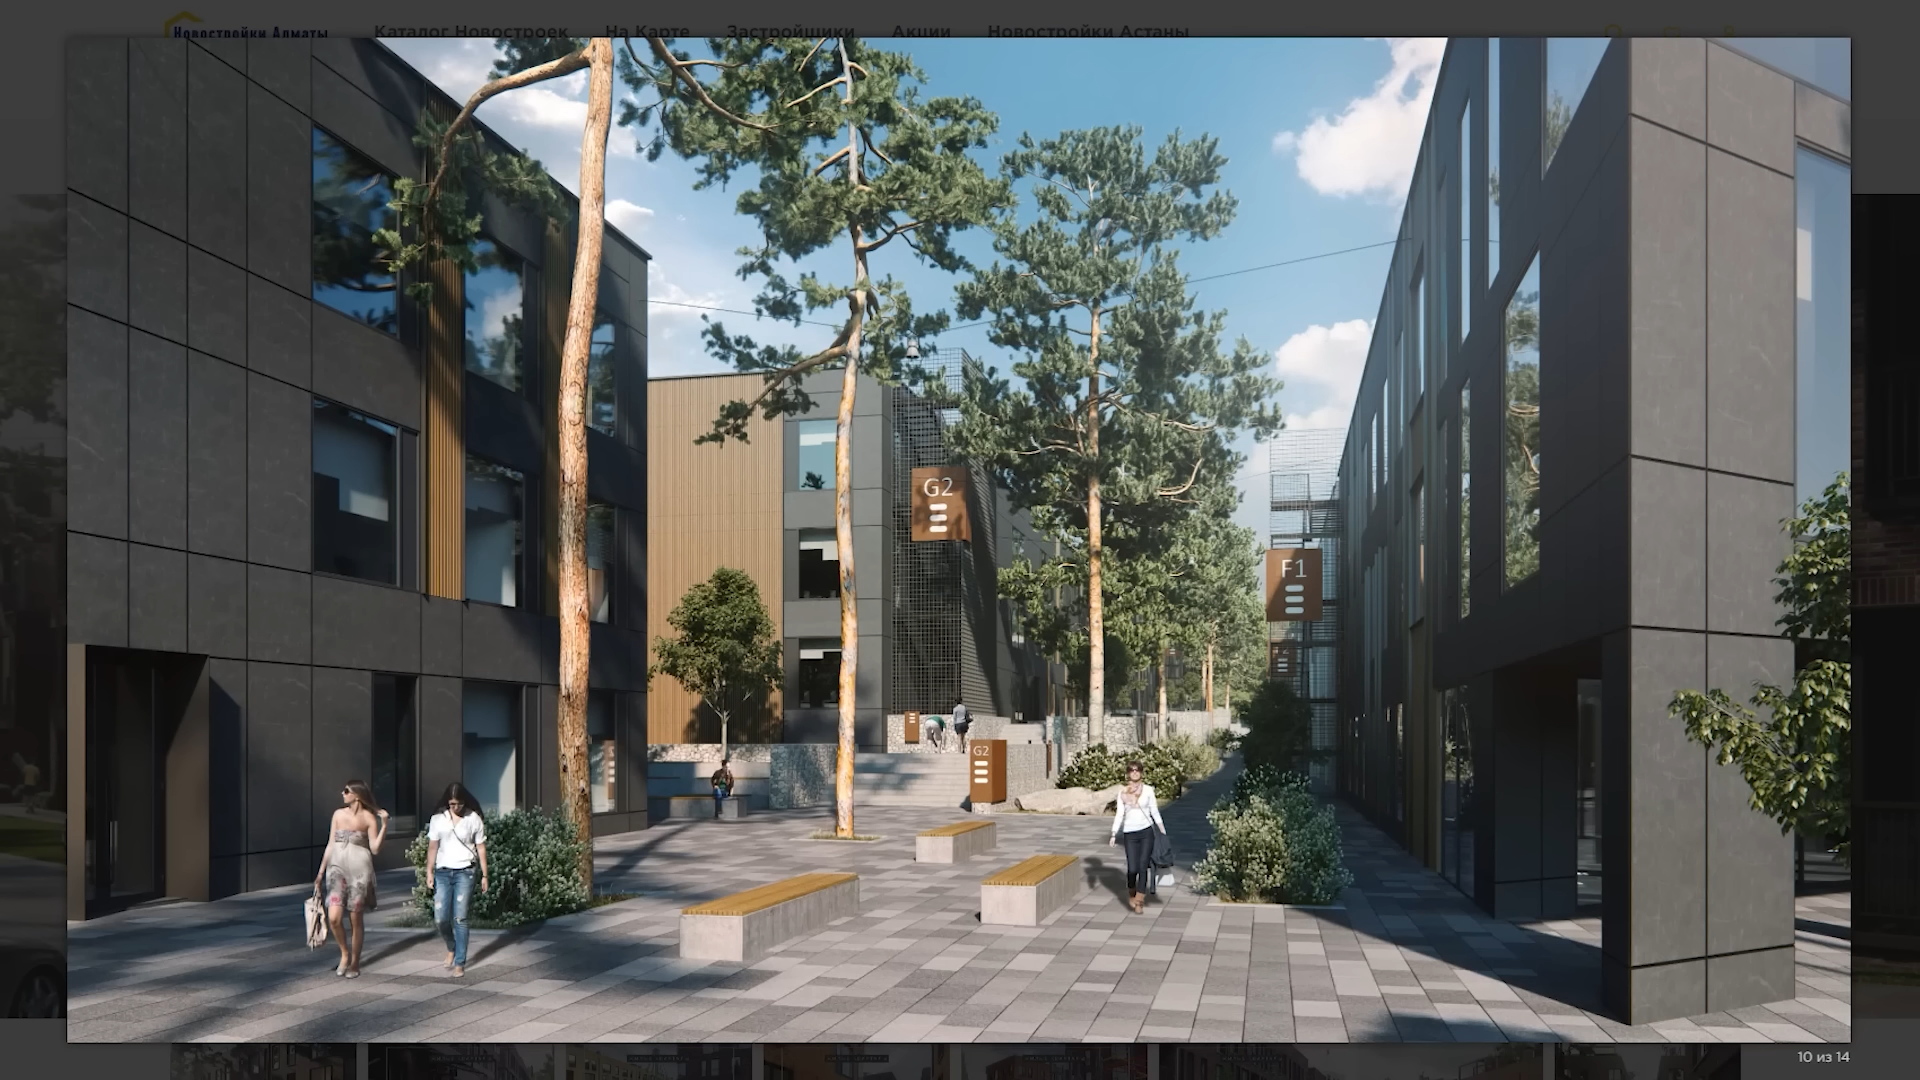 Новостройки Алматы
Каталог Новостроек На Карте Застройщики Акции Новостройки Астаны
G2
F1
G2
10 из 14